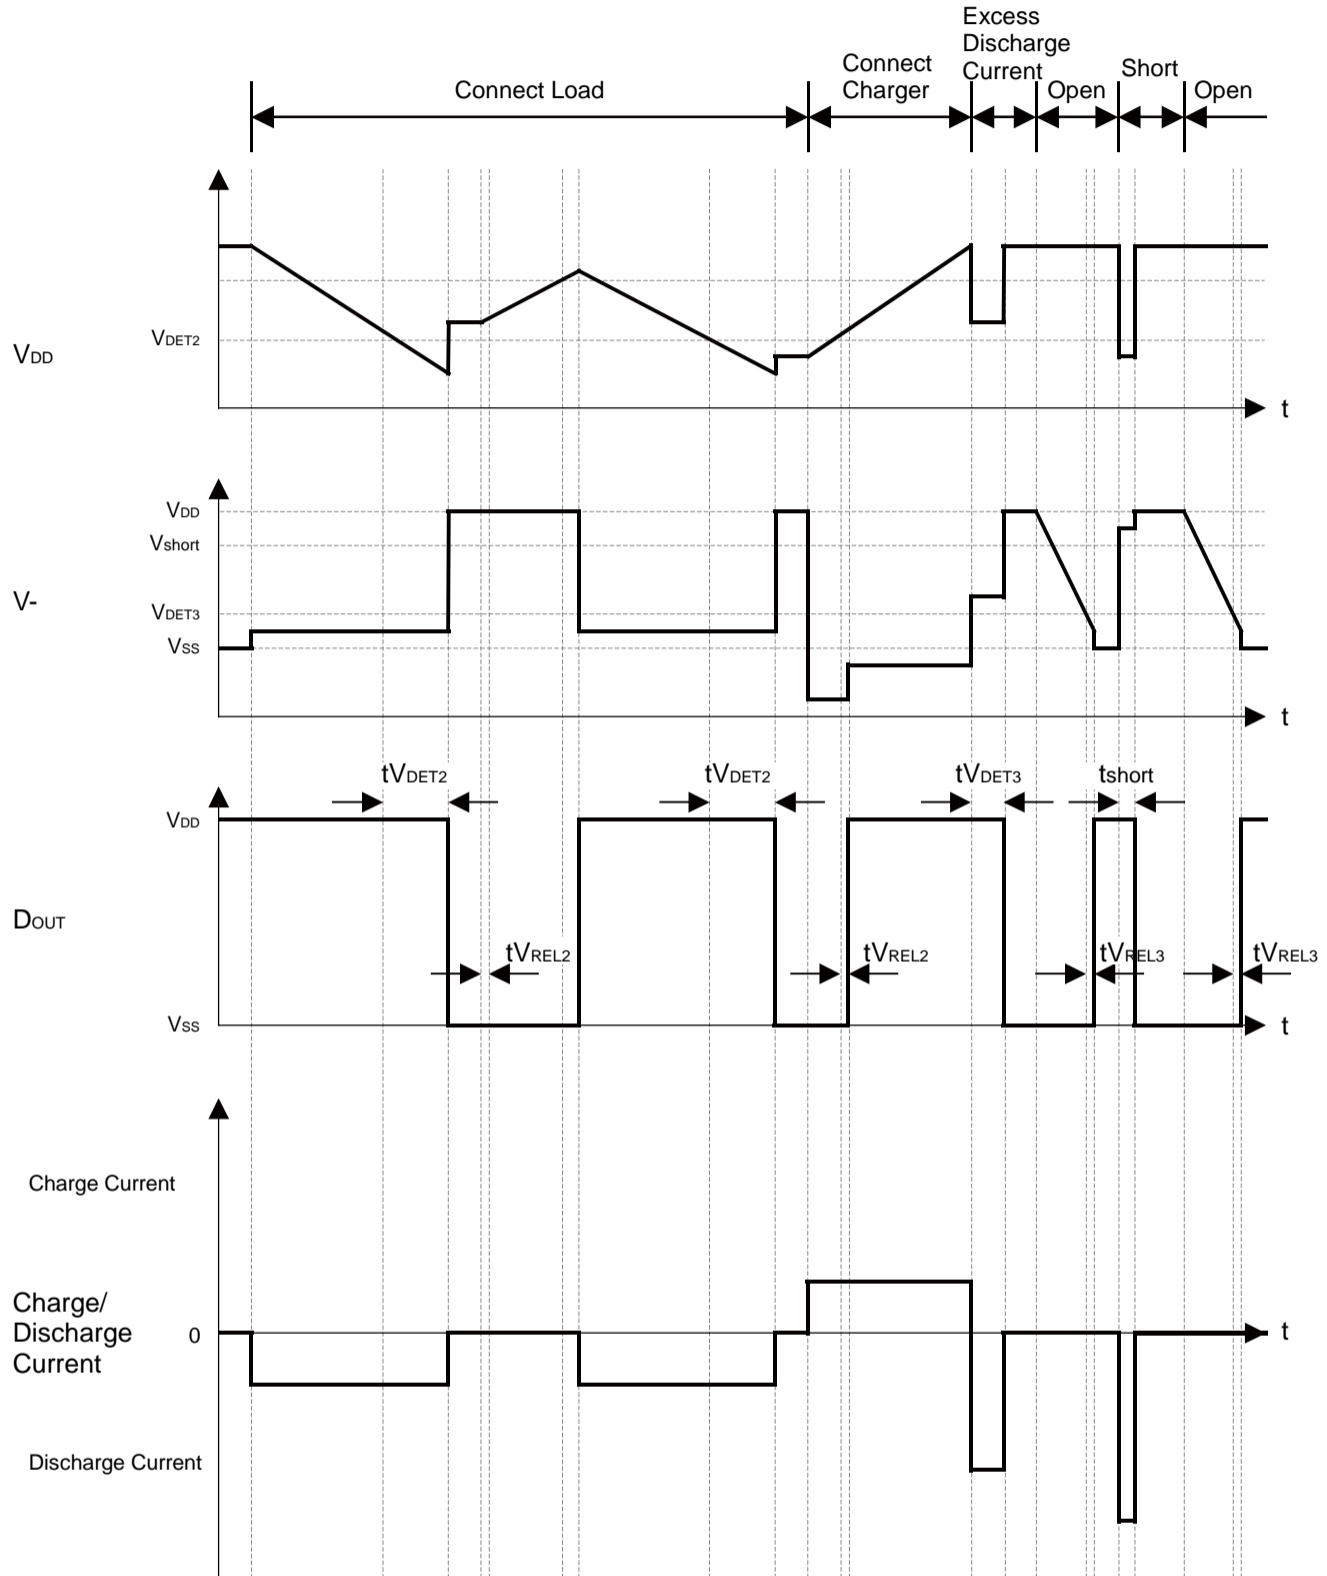 Excess
Discharge
Current
Connect
Charger
Short
Connect Load
Open
Open
VDET2
VDD
t
VDD
Vshort
V-
VDET3
VSS
t
tVDET2
tVDET2
tVDET3
tshort
VDD
DOUT
tVREL2
tVREL2
tVREL3
tVREL3
VSS
t
Charge Current
Charge/
Discharge
Current
0
t
Discharge Current